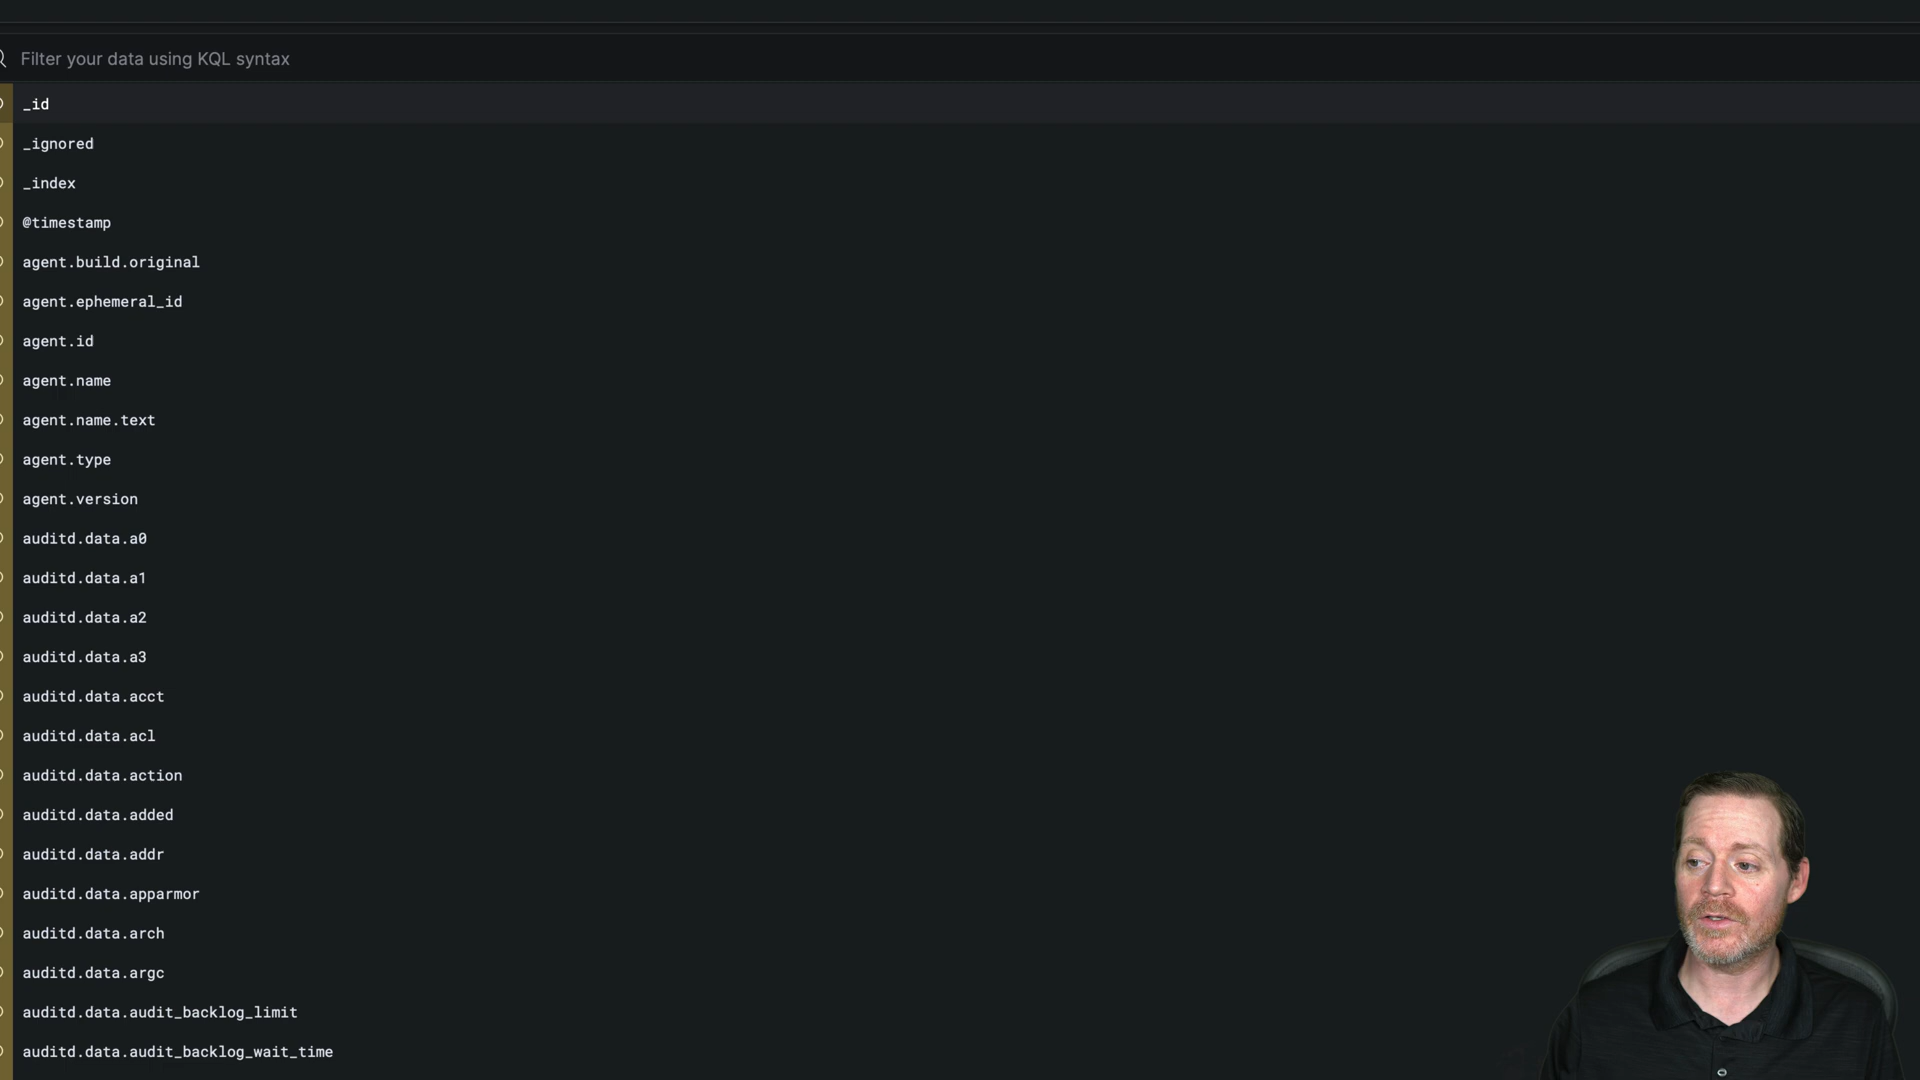 Filter your data using KQL syntax
_id
_ignored
_index
@timestamp
agent.build.original
agent.ephemeral_id
agent.id
agent.name
agent.name.text
agent.type
agent.version
auditd.data.a0
auditd.data.a1
auditd.data.a2
auditd.data.a3
auditd.data.acct
auditd.data.acl
auditd.data.action
auditd.data.added
auditd.data.addr
auditd.data.apparmor
auditd.data.arch
auditd.data.argc
auditd.data.audit_backlog_limit
auditd.data.audit_backlog_wait_time